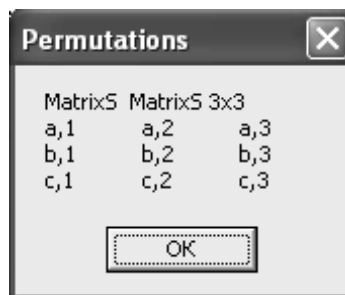 Permutations
MatrixS MatrixS 3x3
a,1 a,2 a,3
b,1 b,2 b,3
c,1 c,2 c,3
OK